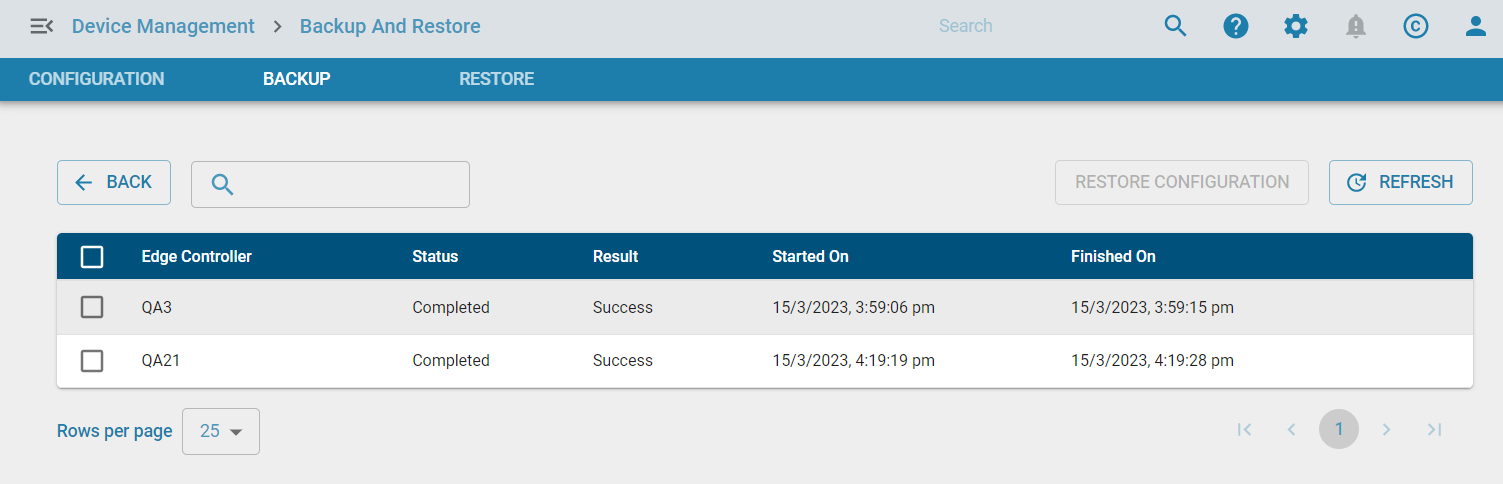 Device Management > Backup And Restore Search
CONFIGURATION BACKUP RESTORE
BACK RESTORE CONFIGURATION REFRESH
Edge Controller Status Result Started On Finished On
QA3 Completed Success 15/3/2023, 3:59:06 pm 15/3/2023, 3:59:15 pm
QA21 Completed Success 15/3/2023, 4:19:19 pm 15/3/2023, 4:19:28 pm
Rows per page 25 1